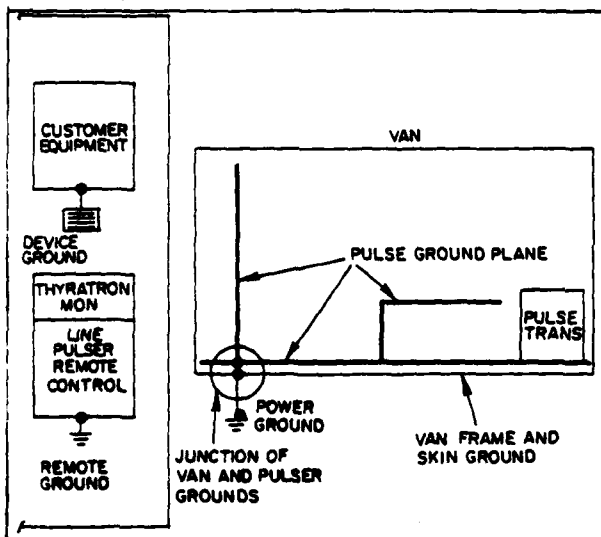 CUSTOMER
EQUIPMENT
DEVICE
GROUND
THYRATRON
MON
LINE
PULSER
REMOTE
CONTROL
REMOTE
GROUND
VAN
PULSE GROUND PLANE
PULSE
TRANS
POWER
GROUND
JUNCTION OF
VAN AND PULSER
GROUNDS
VAN FRAME AND
SKIN GROUND